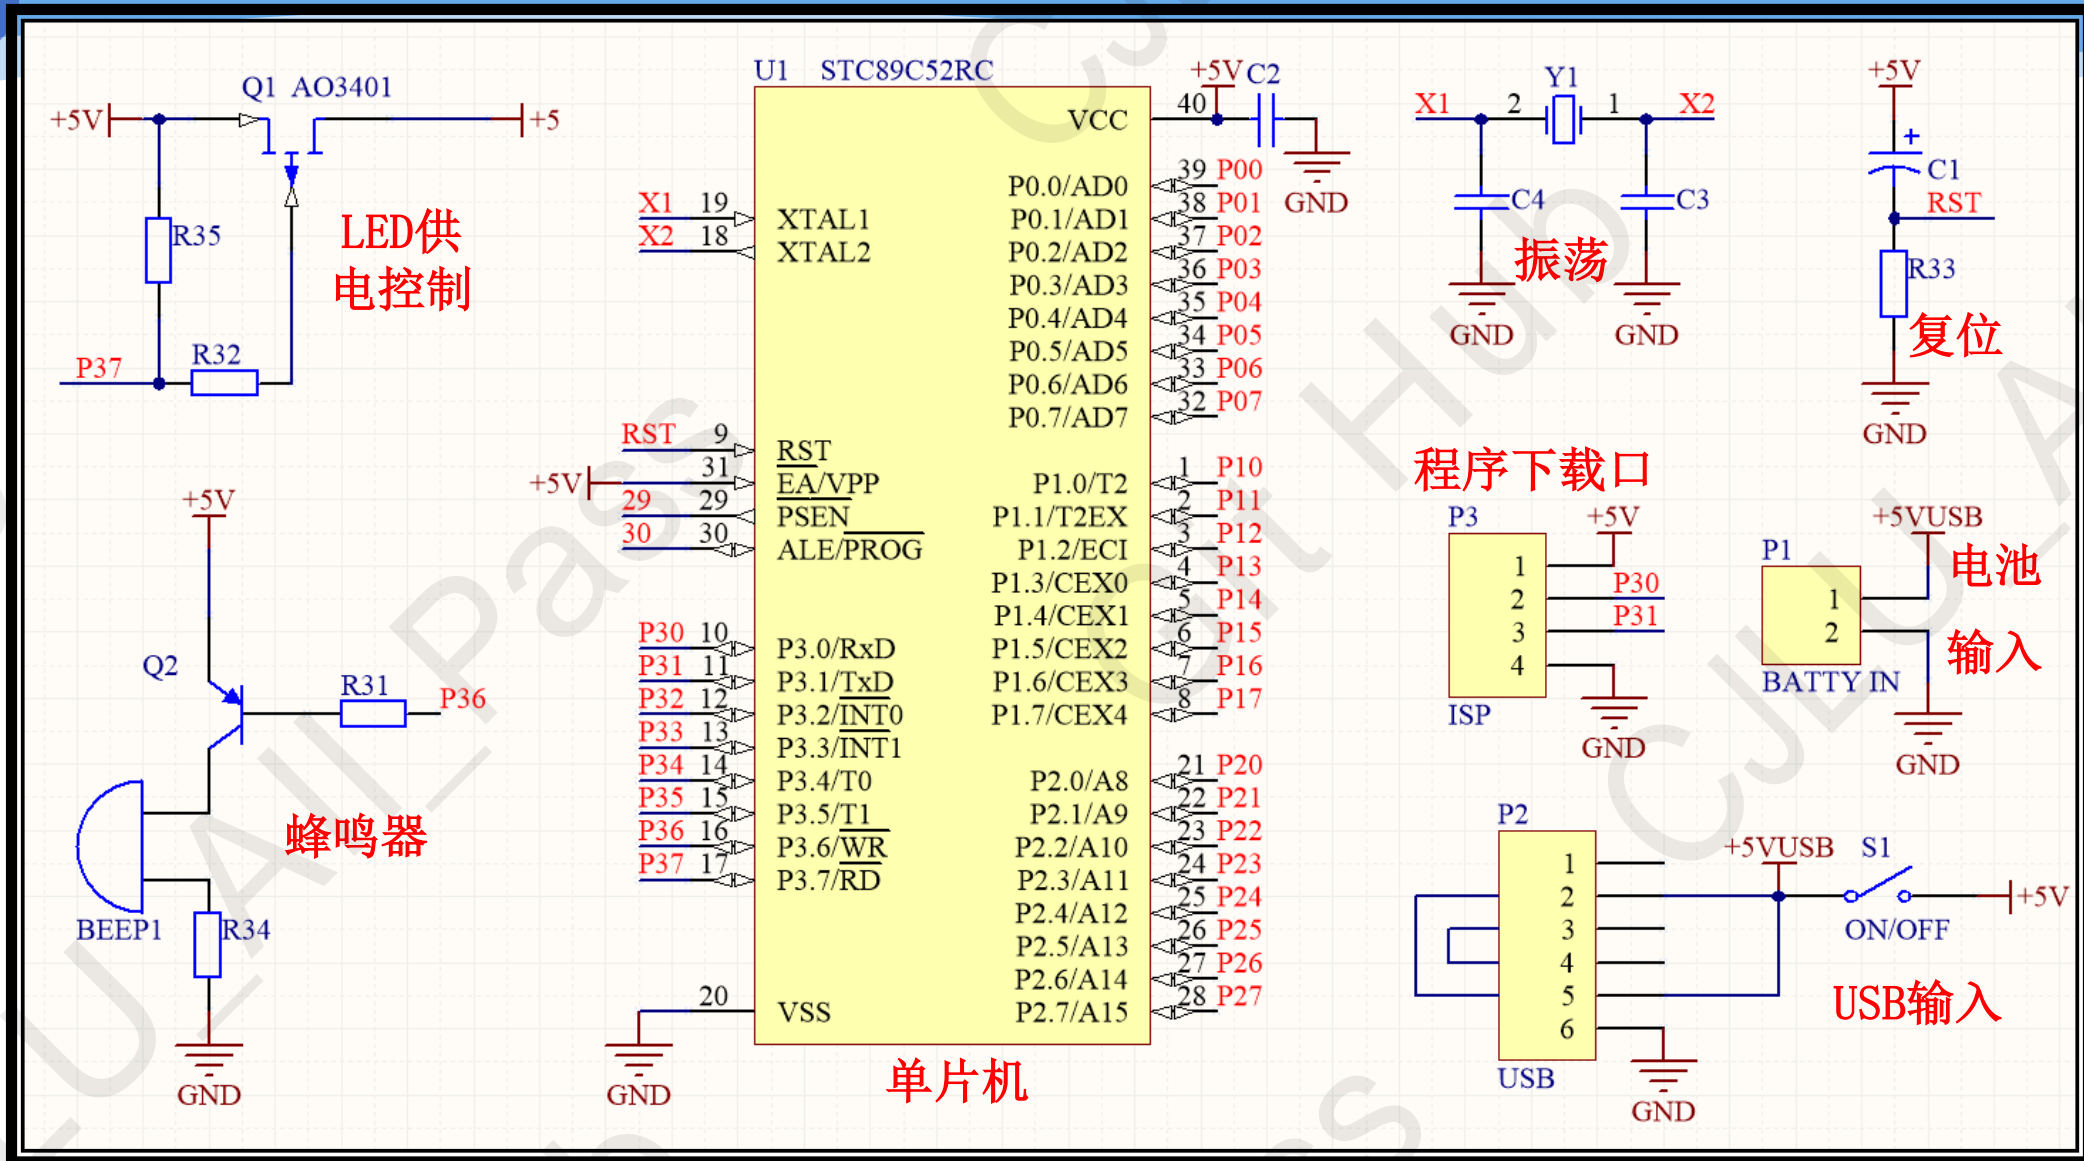 Q1 AO3401
+5V
+5
R35
LED供
电控制
P37
R32
+5V
Q2
R31
P36
蜂鸣器
BEEP1
R34
GND
U1 STC89C52RC
X1 19 XTAL1
X2 18 XTAL2
RST 9 RST
+5V 31 EA/VPP
29 29 PSEN
30 30 ALE/PROG
P30 10 P3.0/RxD
P31 11 P3.1/TxD
P32 12 P3.2/INT0
P33 13 P3.3/INT1
P34 14 P3.4/T0
P35 15 P3.5/T1
P36 16 P3.6/WR
P37 17 P3.7/RD
20 VSS
GND
VCC 40
+5V C2
GND
P0.0/AD0 39 P00
P0.1/AD1 38 P01
P0.2/AD2 37 P02
P0.3/AD3 36 P03
P0.4/AD4 35 P04
P0.5/AD5 34 P05
P0.6/AD6 33 P06
P0.7/AD7 32 P07
P1.0/T2 1 P10
P1.1/T2EX 2 P11
P1.2/ECI 3 P12
P1.3/CEX0 4 P13
P1.4/CEX1 5 P14
P1.5/CEX2 6 P15
P1.6/CEX3 7 P16
P1.7/CEX4 8 P17
P2.0/A8 21 P20
P2.1/A9 22 P21
P2.2/A10 23 P22
P2.3/A11 24 P23
P2.4/A12 25 P24
P2.5/A13 26 P25
P2.6/A14 27 P26
P2.7/A15 28 P27
单片机
Y1
X1 2 1 X2
C4 C3
振荡
GND GND
+5V
+
C1
RST
R33
复位
GND
程序下载口
P3 +5V
1
2 P30
3 P31
4
ISP
GND
+5VUSB
P1
电池
1
2
输入
BATTY IN
GND
P2
+5VUSB S1
1
2
+5V
3
ON/OFF
4
5
6
USB输入
USB
GND
CJLU_All_Pass
Git Hub